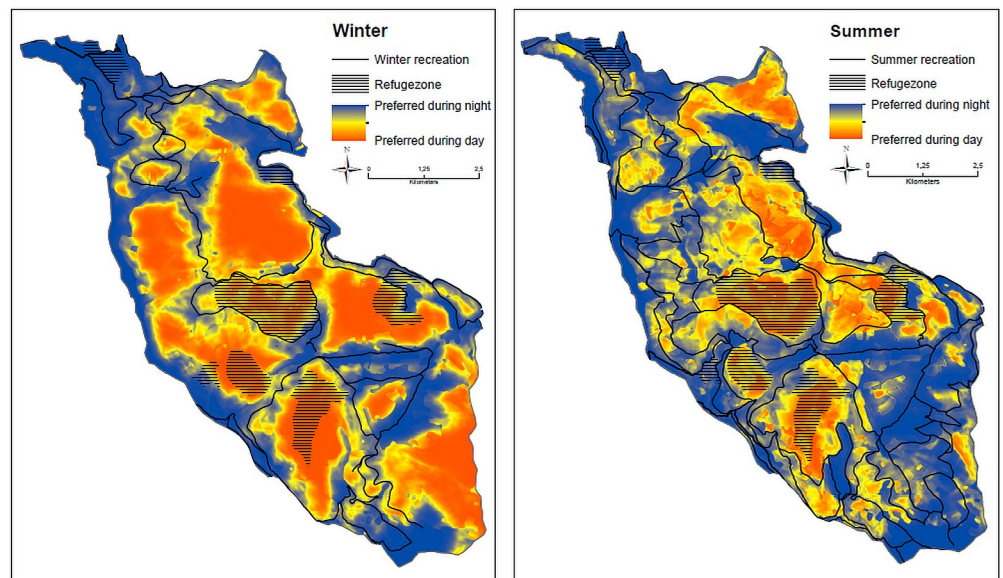 Winter
Winter recreation
Refugezone
Preferred during night
Preferred during day
N
0 1,25 2,5
Kilometers
Summer
Summer recreation
Refugezone
Preferred during night
Preferred during day
N
0 1,25 2,5
Kilometers